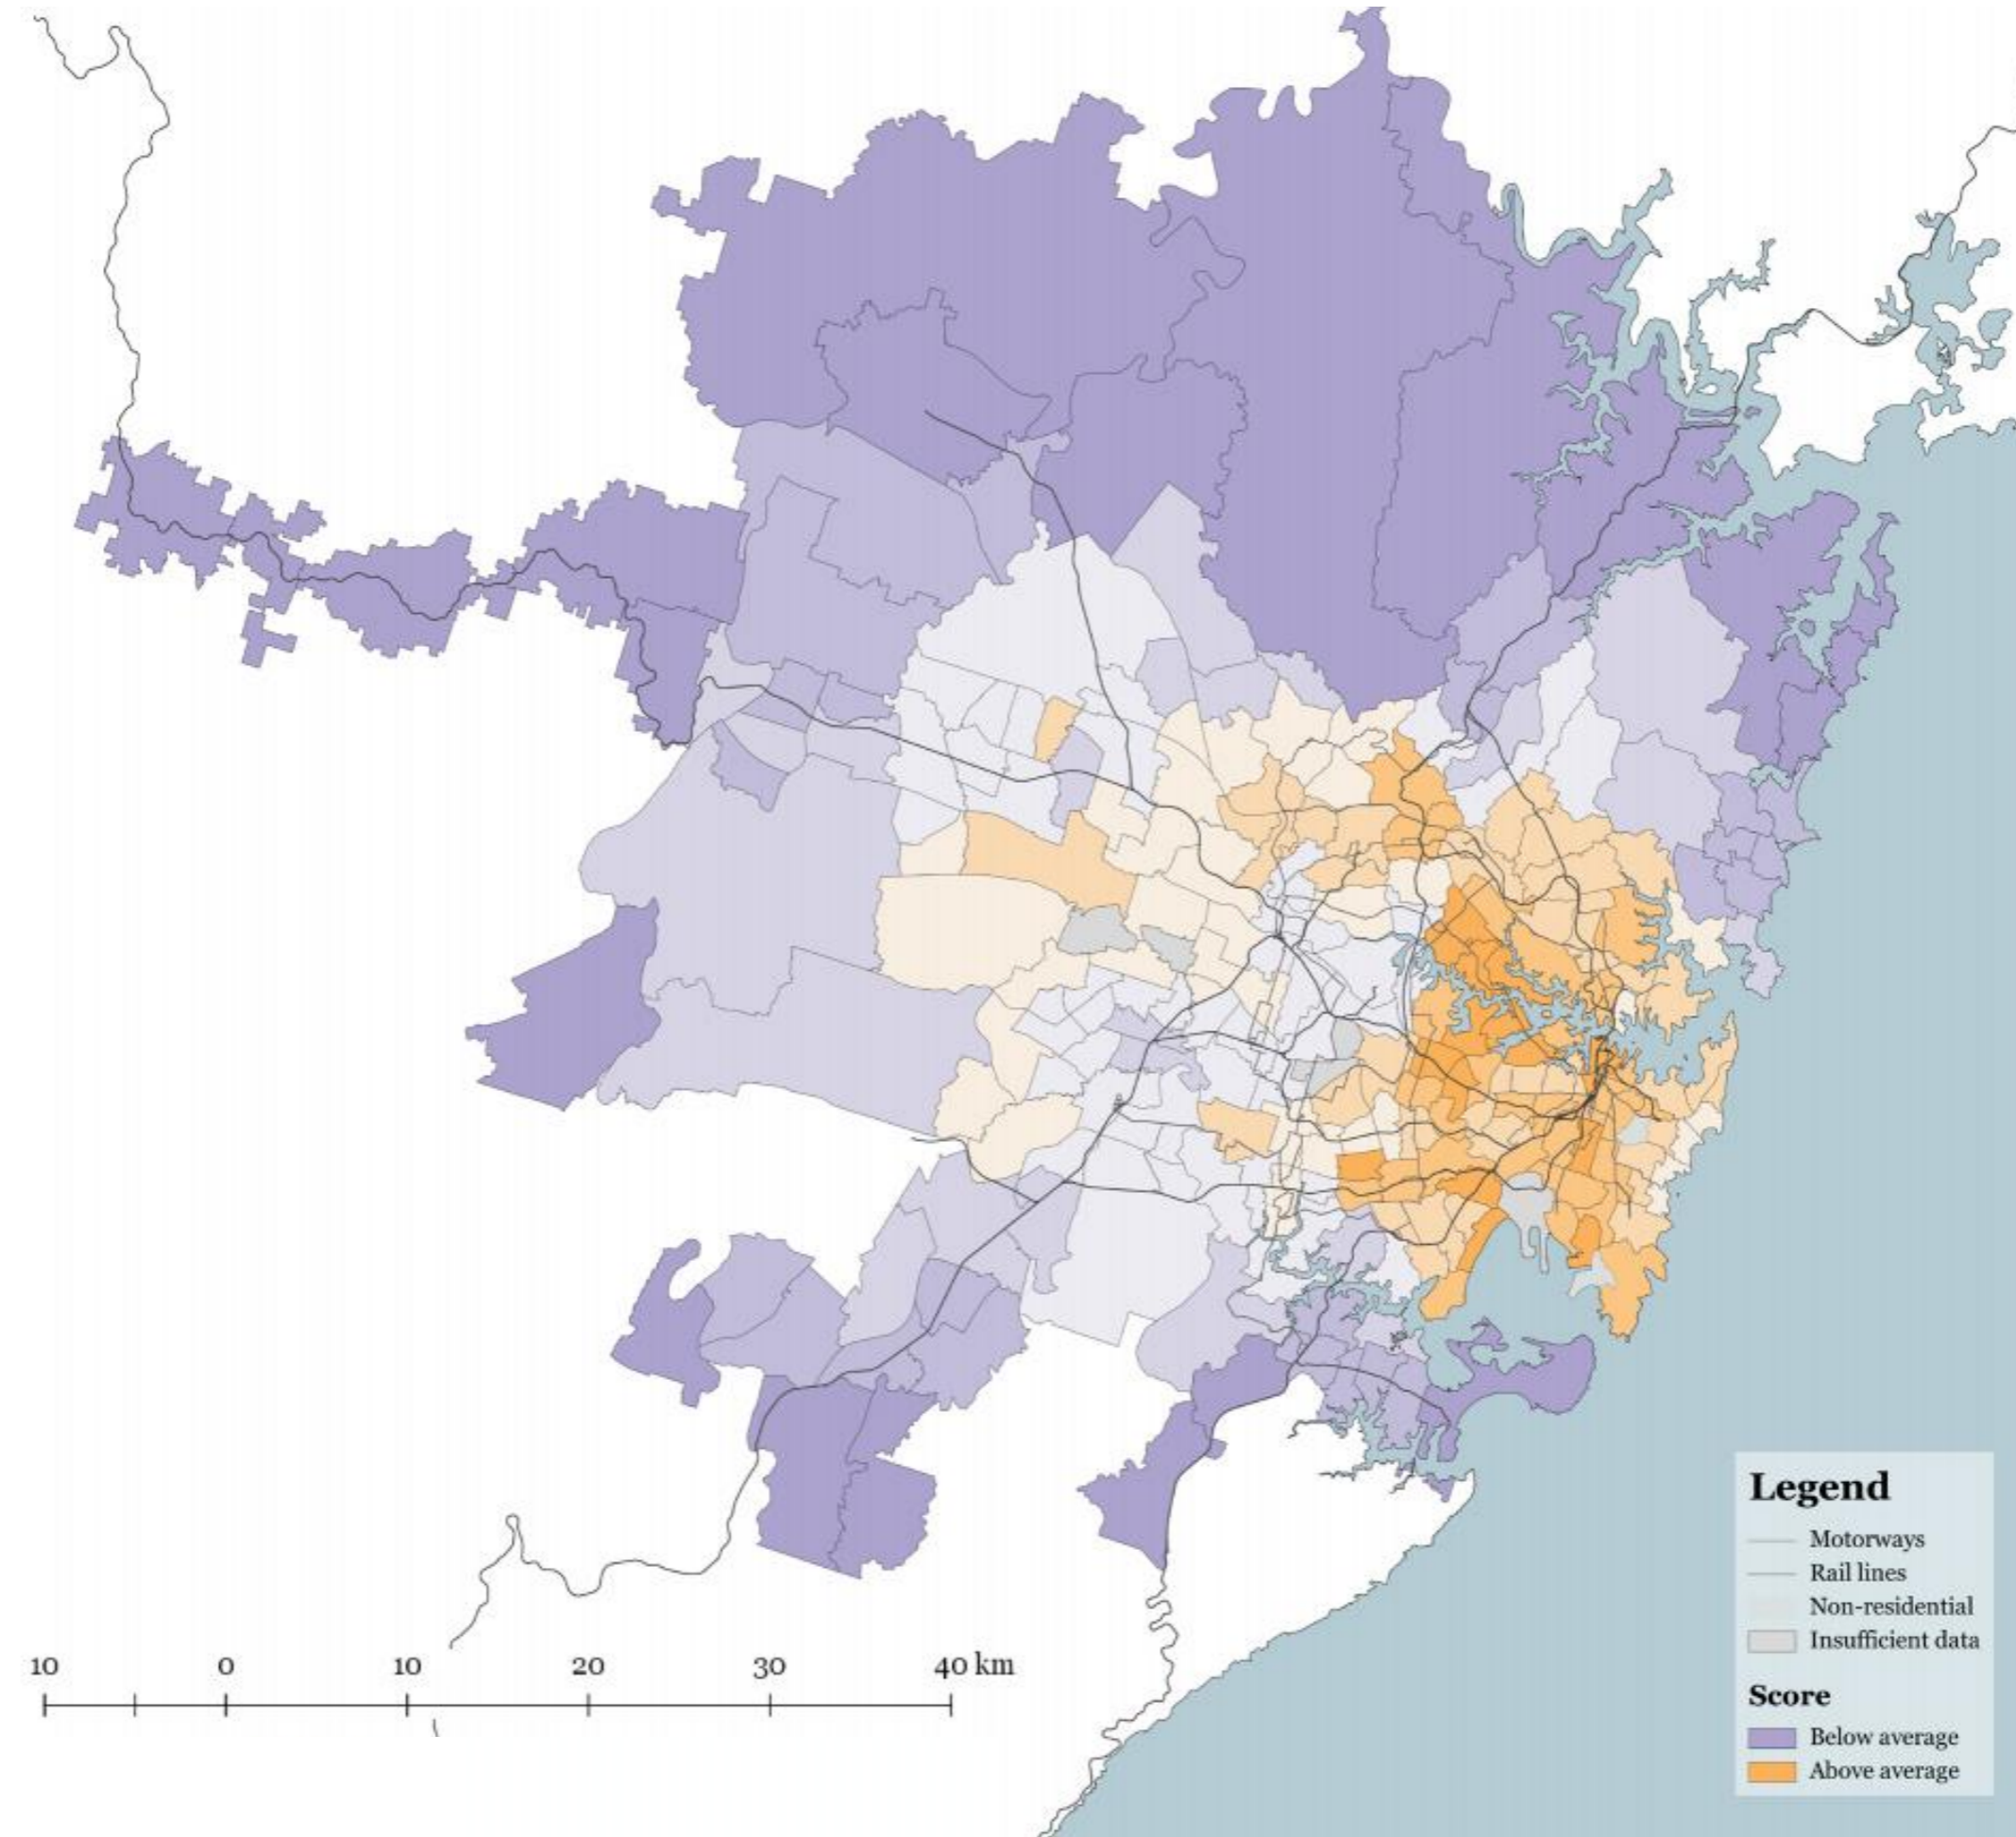 Legend
Motorways
Rail lines
Non-residential
Insufficient data
Score
Below average
Above average
10 0 10 20 30 40 km